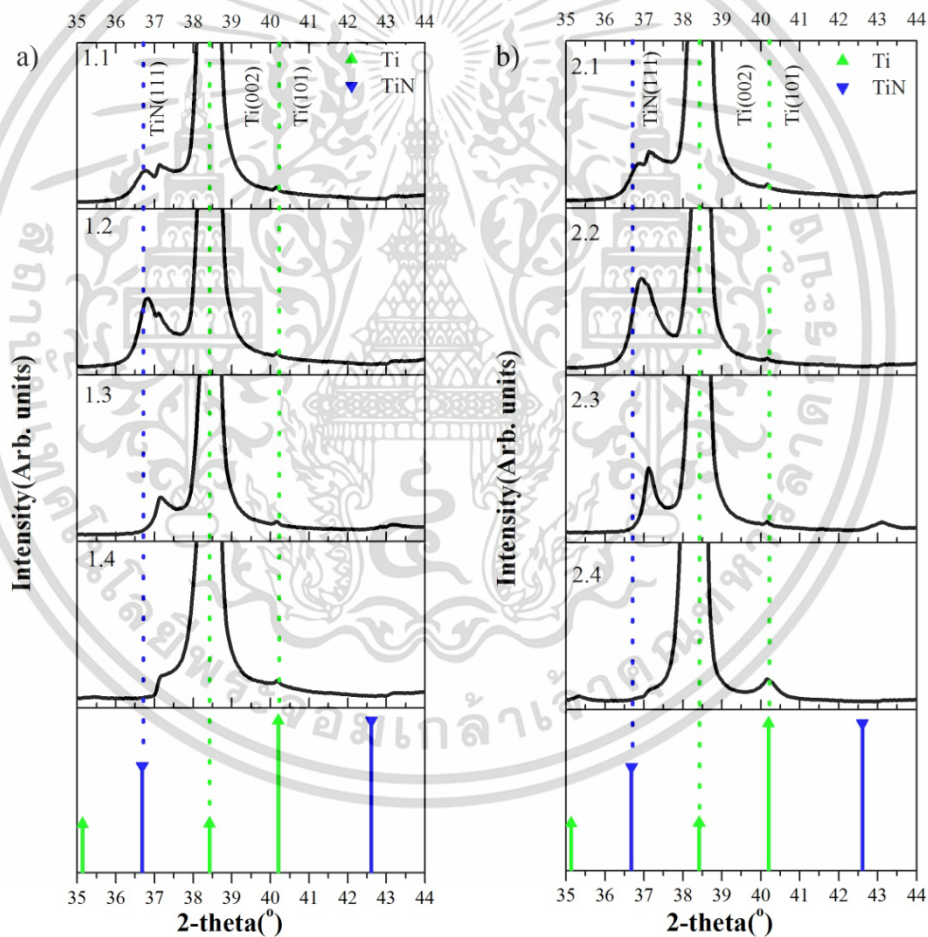 35 36 37 38 39 40 41 42 43 44
a)
1.1
TiN(111)
Ti(002)
Ti(101)
Ti
TiN
1.2
1.3
1.4
Intensity(Arb. units)
35 36 37 38 39 40 41 42 43 44
2-theta(°)
35 36 37 38 39 40 41 42 43 44
b)
2.1
TiN(111)
Ti(002)
Ti(101)
Ti
TiN
2.2
2.3
2.4
Intensity(Arb. units)
35 36 37 38 39 40 41 42 43 44
2-theta(°)